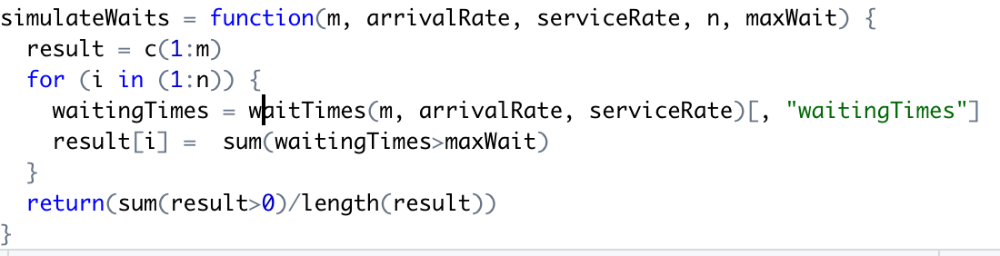 simulateWaits = function(m, arrivalRate, serviceRate, n, maxWait) {
  result = c(1:m)
  for (i in (1:n)) {
    waitingTimes = waitTimes(m, arrivalRate, serviceRate)[, "waitingTimes"]
    result[i] =  sum(waitingTimes>maxWait)
  }
  return(sum(result>0)/length(result))
}